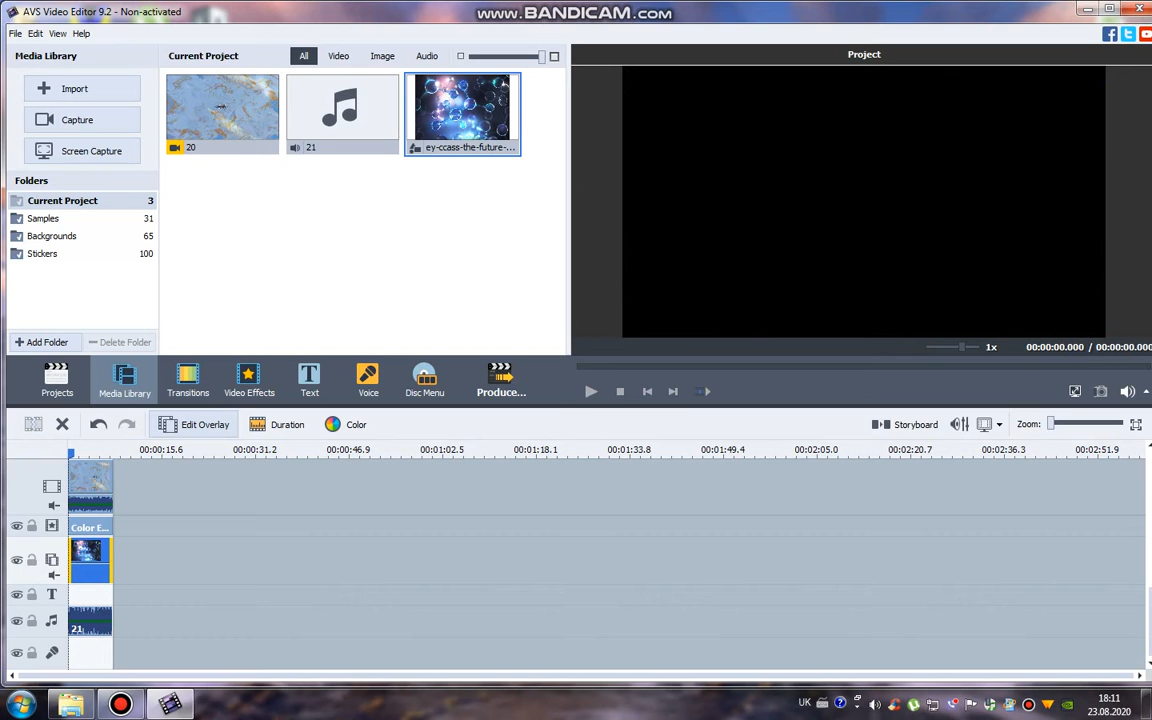 AVS Video Editor 9.2 - Non-activated
www.BANDICAM.com
File Edit View Help
Media Library
Current Project
All Video Image Audio
Project
Import
Capture
Screen Capture
20
21
ey-ccass-the-future-...
Folders
Current Project 3
Samples 31
Backgrounds 65
Stickers 100
Add Folder
Delete Folder
1x
00:00:00.000 / 00:00:00.000
Projects
Media Library
Transitions
Video Effects
Text
Voice
Disc Menu
Produce...
Edit Overlay
Duration
Color
Storyboard
Zoom:
00:00:15.6 00:00:31.2 00:00:46.9 00:01:02.5 00:01:18.1 00:01:33.8 00:01:49.4 00:02:05.0 00:02:20.7 00:02:36.3 00:02:51.9
Color E...
T
21
UK
18:11
23.08.2020